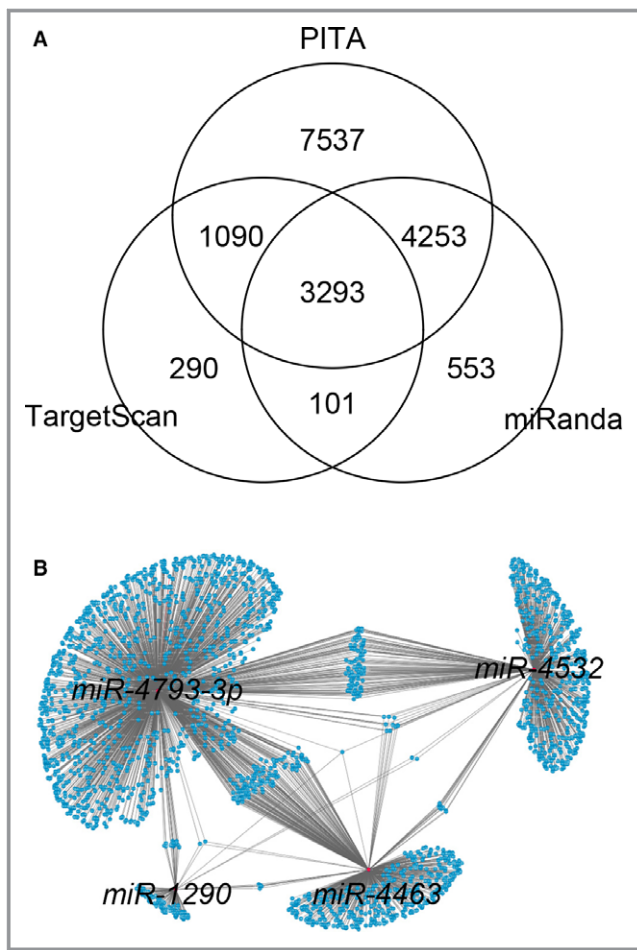 A
PITA
7537
1090
4253
3293
290
553
101
TargetScan
miRanda
B
miR-4793-3p
miR-4532
miR-1290
miR-4463